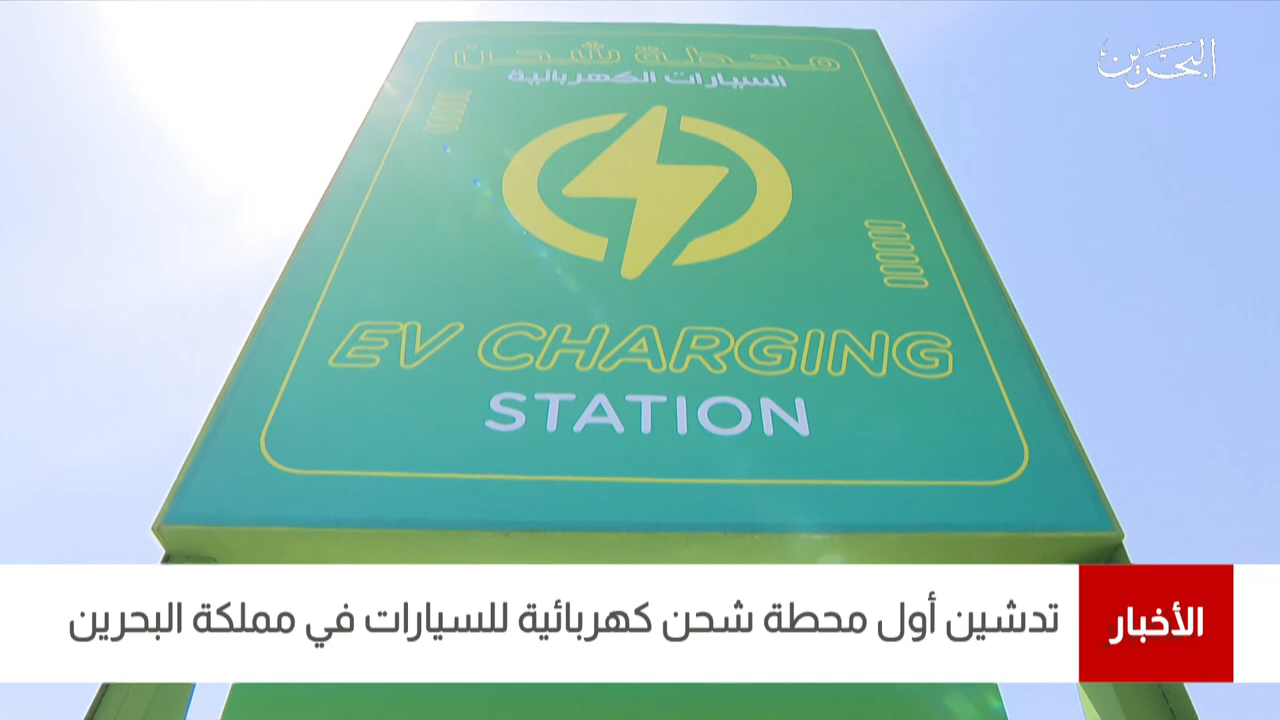 البحرين
محطة شحن
السيارات الكهربائية
EV CHARGING
STATION
الأخبار
تدشين أول محطة شحن كهربائية للسيارات في مملكة البحرين